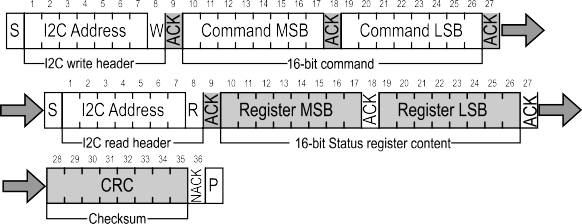 1 2 3 4 5 6 7 8 9 10 11 12 13 14 15 16 17 18 19 20 21 22 23 24 25 26 27
S I2C Address W ACK Command MSB ACK Command LSB ACK
I2C write header 16-bit command
1 2 3 4 5 6 7 8 9 10 11 12 13 14 15 16 17 18 19 20 21 22 23 24 25 26 27
S I2C Address R ACK Register MSB ACK Register LSB ACK
I2C read header 16-bit Status register content
28 29 30 31 32 33 34 35 36
CRC NACK P
Checksum